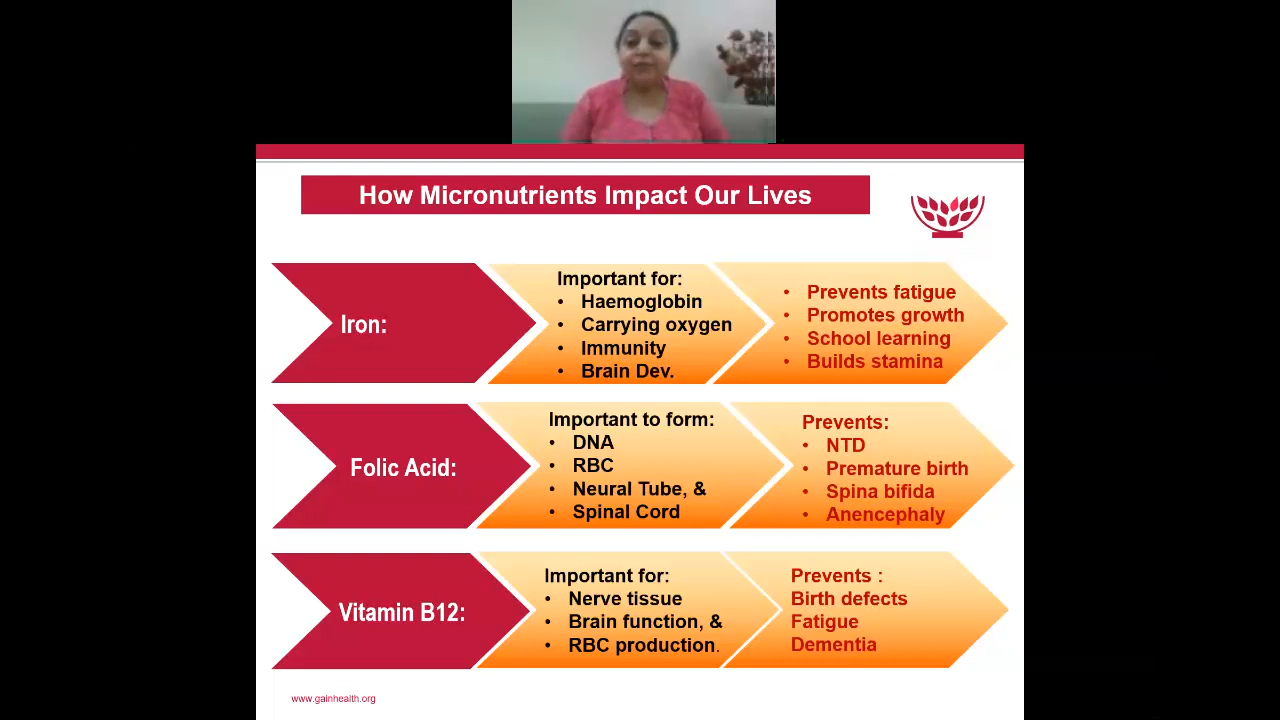 How Micronutrients Impact Our Lives
Iron:
Important for:
• Haemoglobin
• Carrying oxygen
• Immunity
• Brain Dev.
• Prevents fatigue
• Promotes growth
• School learning
• Builds stamina
Folic Acid:
Important to form:
• DNA
• RBC
• Neural Tube, &
• Spinal Cord
Prevents:
• NTD
• Premature birth
• Spina bifida
• Anencephaly
Vitamin B12:
Important for:
• Nerve tissue
• Brain function, &
• RBC production.
Prevents :
Birth defects
Fatigue
Dementia
www.gainhealth.org